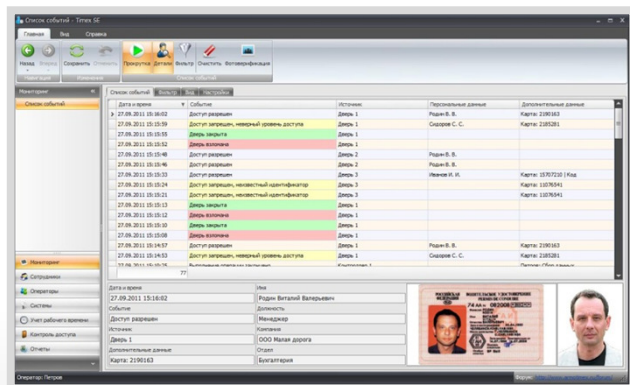 Список событий - Timex SE
Главная Вид Справка
Назад Вперед Сохранить Отменить Прокрутка Детали Фильтр Очистить Фотоверификация
Навигация Изменения Список событий
Мониторинг
Список событий
Список событий Фильтр Вид Настройки
Дата и время Событие Источник Персональные данные Дополнительные данные
27.09.2011 15:16:02 Доступ разрешен Дверь 1 Родин В. В. Карта: 2190163
27.09.2011 15:15:59 Доступ запрещен, неверный уровень доступа Дверь 1 Сидоров С. С. Карта: 2185281
27.09.2011 15:15:55 Дверь закрыта Дверь 1
27.09.2011 15:15:52 Дверь взломана Дверь 1
27.09.2011 15:15:48 Доступ разрешен Дверь 2 Родин В. В.
27.09.2011 15:15:46 Доступ разрешен Дверь 3 Родин В. В.
27.09.2011 15:15:33 Доступ разрешен Дверь 3 Иванов И. И. Карта: 15707210 | Код
27.09.2011 15:15:24 Доступ запрещен, неизвестный идентификатор Дверь 3 Карта: 11076541
27.09.2011 15:15:21 Доступ запрещен, неизвестный идентификатор Дверь 3 Карта: 11076541
27.09.2011 15:15:13 Дверь закрыта Дверь 1
27.09.2011 15:15:12 Дверь взломана Дверь 1
27.09.2011 15:15:10 Дверь закрыта Дверь 1
27.09.2011 15:15:08 Дверь взломана Дверь 1
27.09.2011 15:14:57 Доступ разрешен Дверь 1 Родин В. В. Карта: 2190163
27.09.2011 15:14:53 Доступ запрещен, неверный уровень доступа Дверь 1 Сидоров С. С. Карта: 2185281
77
Мониторинг
Сотрудники
Операторы
Системы
Учет рабочего времени
Контроль доступа
Отчеты
Дата и время Имя
27.09.2011 15:16:02 Родин Виталий Валерьевич
Событие Должность
Доступ разрешен Менеджер
Источник Компания
Дверь 1 ООО Малая дорога
Дополнительные данные Отдел
Карта: 2190163 Бухгалтерия
РОССИЙСКАЯ ФЕДЕРАЦИЯ
ВОДИТЕЛЬСКОЕ УДОСТОВЕРЕНИЕ
Оператор: Петров Форум: